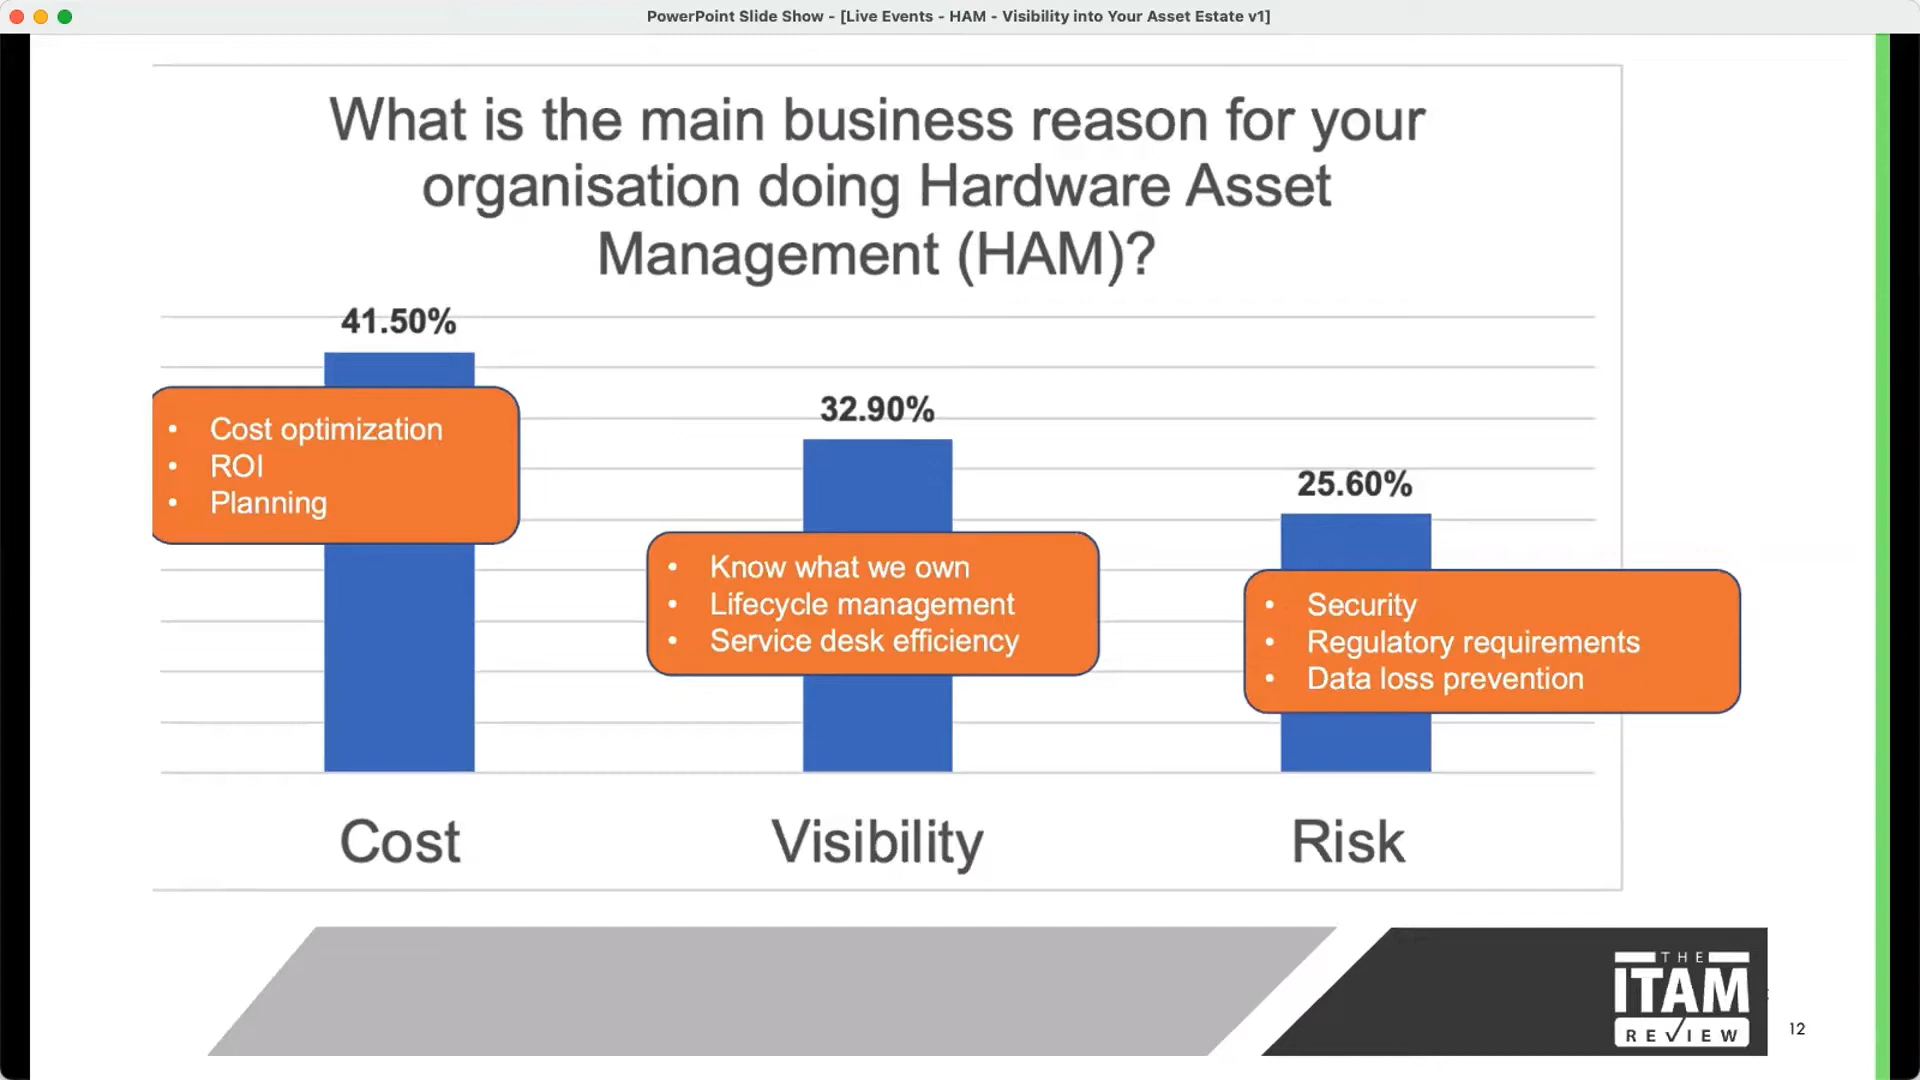 PowerPoint Slide Show - [Live Events - HAM - Visibility into Your Asset Estate v1]
What is the main business reason for your
organisation doing Hardware Asset
Management (HAM)?
41.50%
• Cost optimization
• ROI
• Planning
32.90%
• Know what we own
• Lifecycle management
• Service desk efficiency
25.60%
• Security
• Regulatory requirements
• Data loss prevention
Cost
Visibility
Risk
THE
ITAM
REVIEW
12